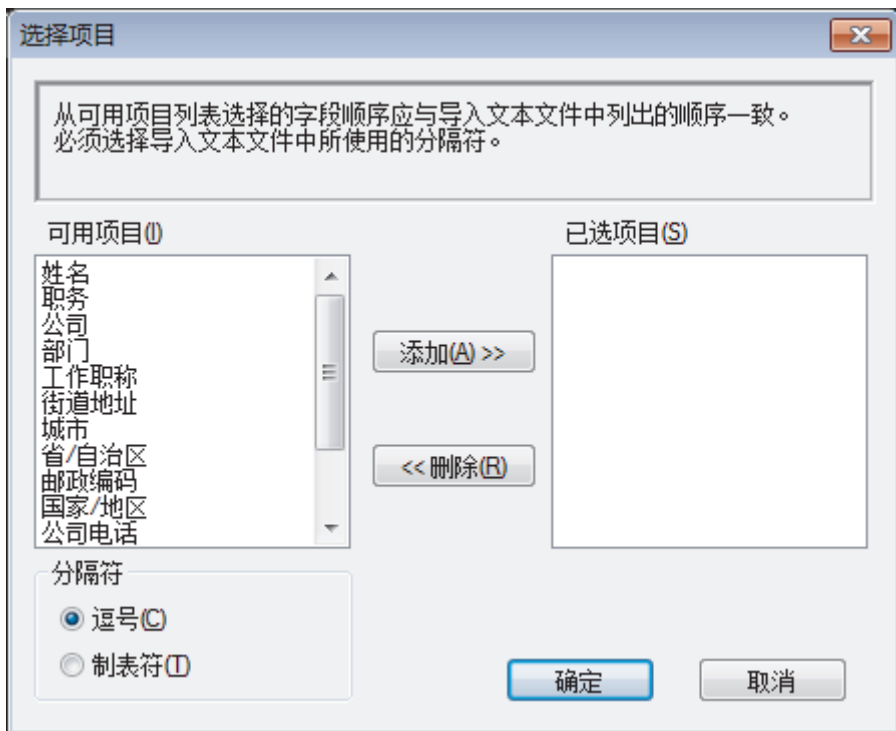 选择项目
从可用项目列表选择的字段顺序应与导入文本文件中列出的顺序一致。
必须选择导入文本文件中所使用的分隔符。
可用项目(I)
已选项目(S)
姓名
职务
公司
部门
工作职称
街道地址
城市
省/自治区
邮政编码
国家/地区
公司电话
添加(A) >>
<< 删除(R)
分隔符
逗号(C)
制表符(T)
确定
取消